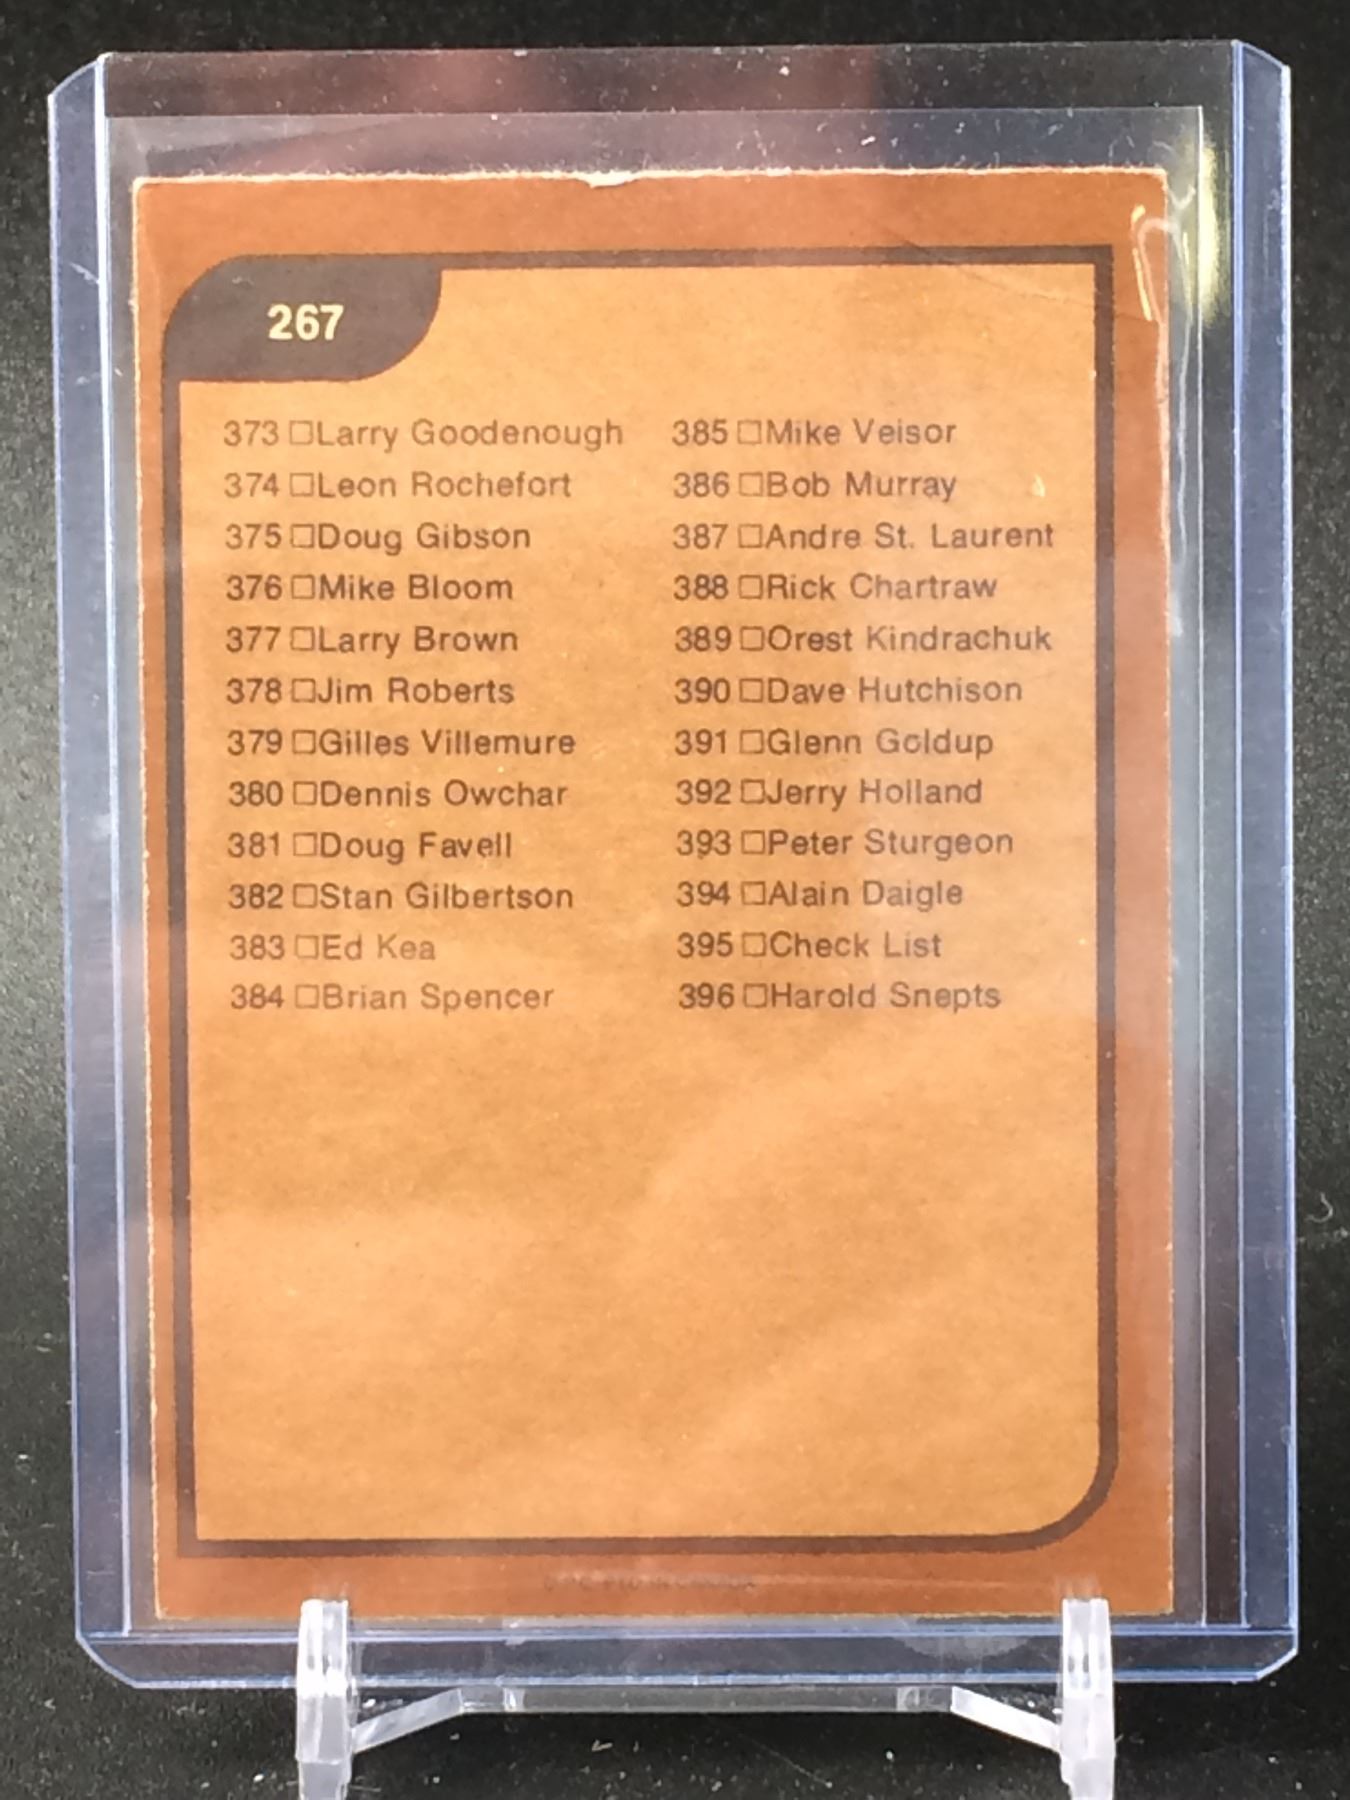 267
373 □Larry Goodenough
374 □Leon Rochefort
375 □Doug Gibson
376 □Mike Bloom
377 □Larry Brown
378 □Jim Roberts
379 □Gilles Villemure
380 □Dennis Owchar
381 □Doug Favell
382 □Stan Gilbertson
383 □Ed Kea
384 □Brian Spencer
385 □Mike Veisor
386 □Bob Murray
387 □Andre St. Laurent
388 □Rick Chartraw
389 □Orest Kindrachuk
390 □Dave Hutchison
391 □Glenn Goldup
392 □Jerry Holland
393 □Peter Sturgeon
394 □Alain Daigle
395 □Check List
396 □Harold Snepts